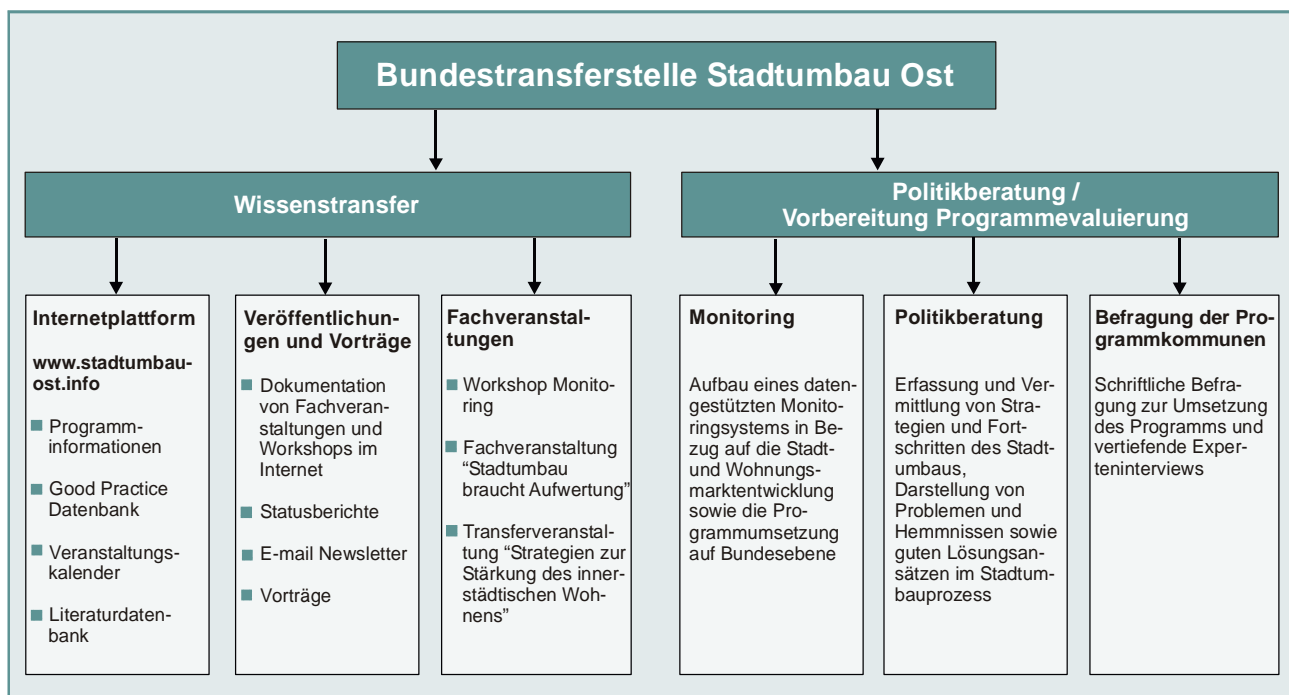 Bundestransferstelle Stadtumbau Ost
Wissenstransfer
Politikberatung /
Vorbereitung Programmevaluierung
Internetplattform
www.stadtumbau-
ost.info
Programm-
informationen
Good Practice
Datenbank
Veranstaltungs-
kalender
Literaturdaten-
bank
Veröffentlichun-
gen und Vorträge
Dokumentation
von Fachveran-
staltungen und
Workshops im
Internet
Statusberichte
E-mail Newsletter
Vorträge
Fachveranstal-
tungen
Workshop Monito-
ring
Fachveranstaltung
“Stadtumbau
braucht Aufwertung”
Transferveranstal-
tung “Strategien zur
Stärkung des inner-
städtischen Woh-
nens”
Monitoring
Aufbau eines daten-
gestützten Monito-
ringsystems in Be-
zug auf die Stadt-
und Wohnungs-
marktentwicklung
sowie die Pro-
grammumsetzung
auf Bundesebene
Politikberatung
Erfassung und Ver-
mittlung von Stra-
tegien und Fort-
schritten des Stadt-
umbaus,
Darstellung von
Problemen und
Hemmnissen sowie
guten Lösungsan-
sätzen im Stadtum-
bauprozess
Befragung der Pro-
grammkommunen
Schriftliche Befra-
gung zur Umsetzung
des Programms und
vertiefende Exper-
teninterviews